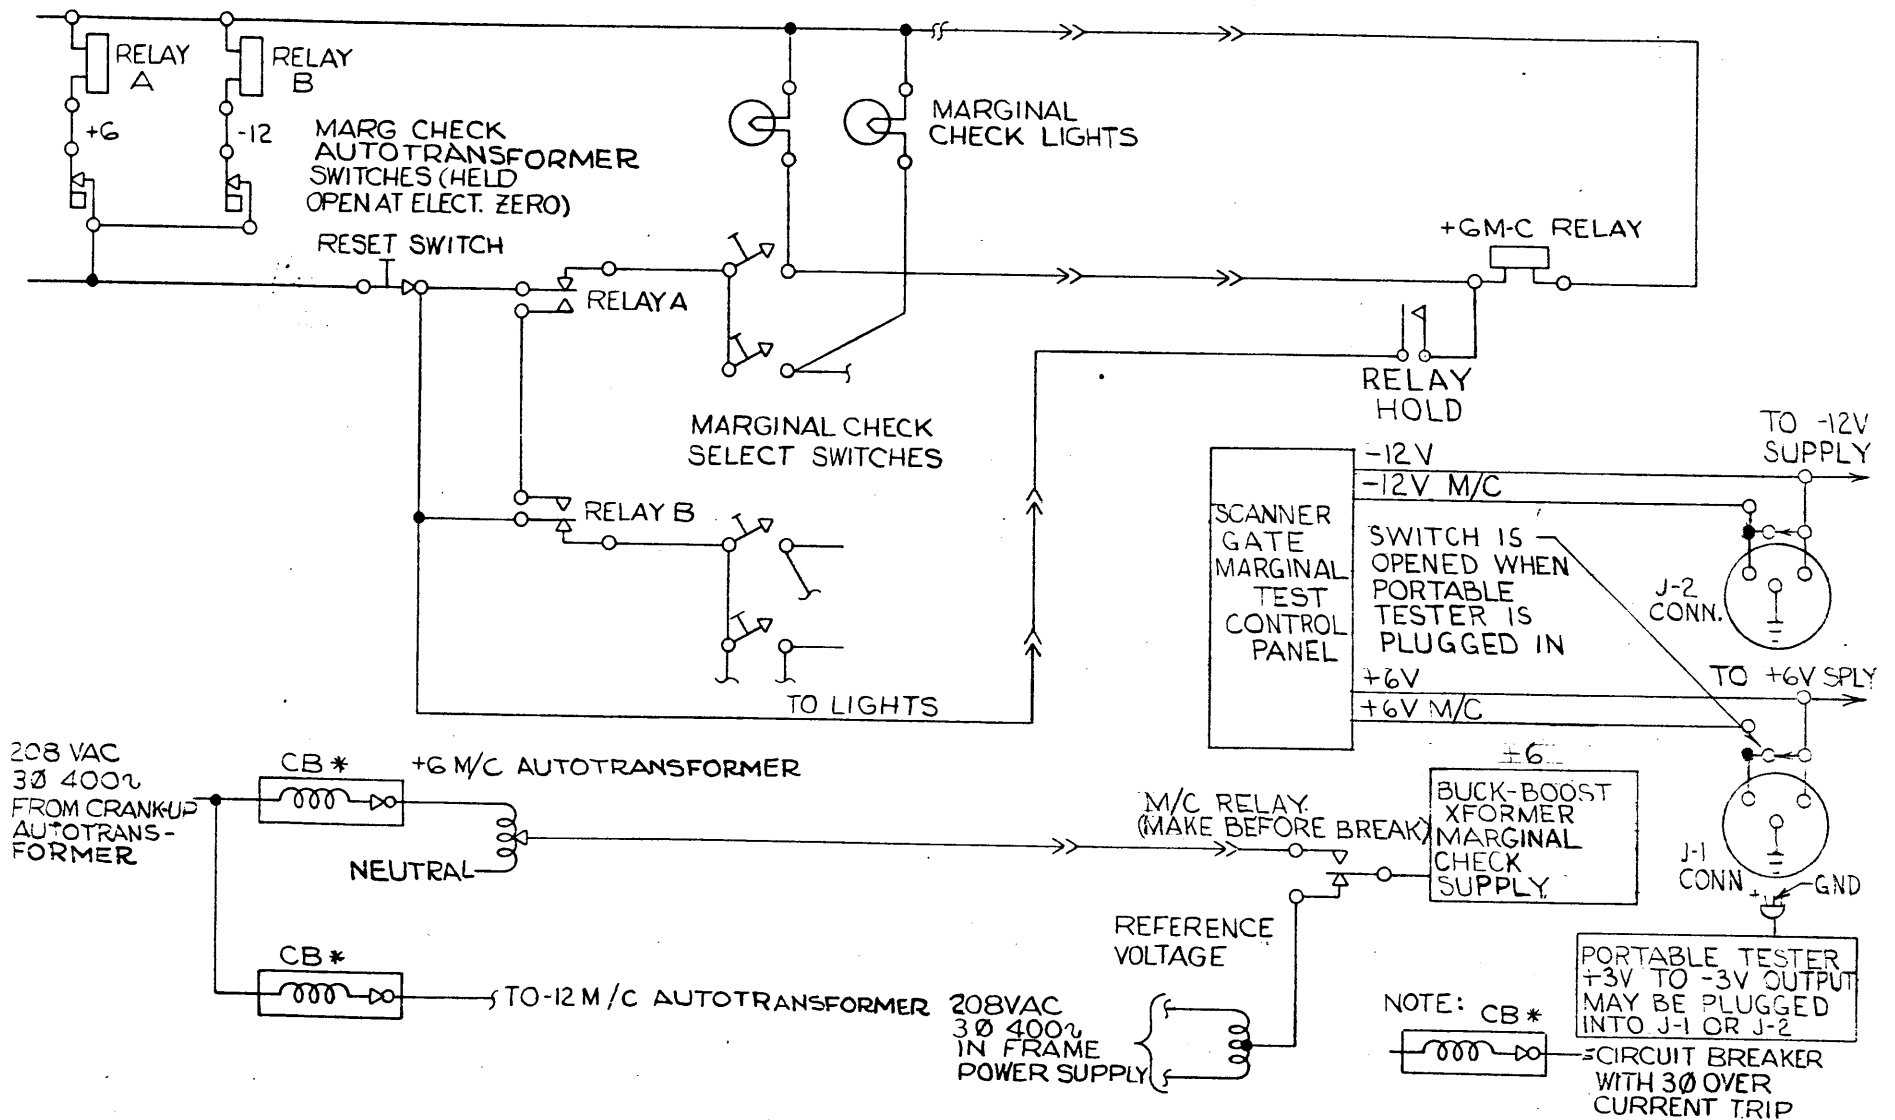 RELAY
A
RELAY
B
+6
-12
MARG CHECK
AUTOTRANSFORMER
SWITCHES (HELD
OPEN AT ELECT. ZERO)
RESET SWITCH
MARGINAL
CHECK LIGHTS
RELAY A
+6M-C RELAY
RELAY
HOLD
MARGINAL CHECK
SELECT SWITCHES
RELAY B
TO LIGHTS
TO -12V
SUPPLY
-12V
-12V M/C
SCANNER
GATE
MARGINAL
TEST
CONTROL
PANEL
SWITCH IS
OPENED WHEN
PORTABLE
TESTER IS
PLUGGED IN
J-2
CONN.
+6V
+6V M/C
TO +6V SPLY
208 VAC
3Ø 400~
FROM CRANK-UP
AUTOTRANS-
FORMER
CB *
+6 M/C AUTOTRANSFORMER
NEUTRAL
M/C RELAY.
(MAKE BEFORE BREAK)
±6
BUCK-BOOST
XFORMER
MARGINAL
CHECK
SUPPLY.
J-1
CONN
+
GND
CB *
TO-12 M/C AUTOTRANSFORMER
REFERENCE
VOLTAGE
208VAC
3Ø 400~
IN FRAME
POWER SUPPLY
PORTABLE TESTER
+3V TO -3V OUTPUT
MAY BE PLUGGED
INTO J-1 OR J-2
NOTE:
CB *
=CIRCUIT BREAKER
WITH 3Ø OVER
CURRENT TRIP